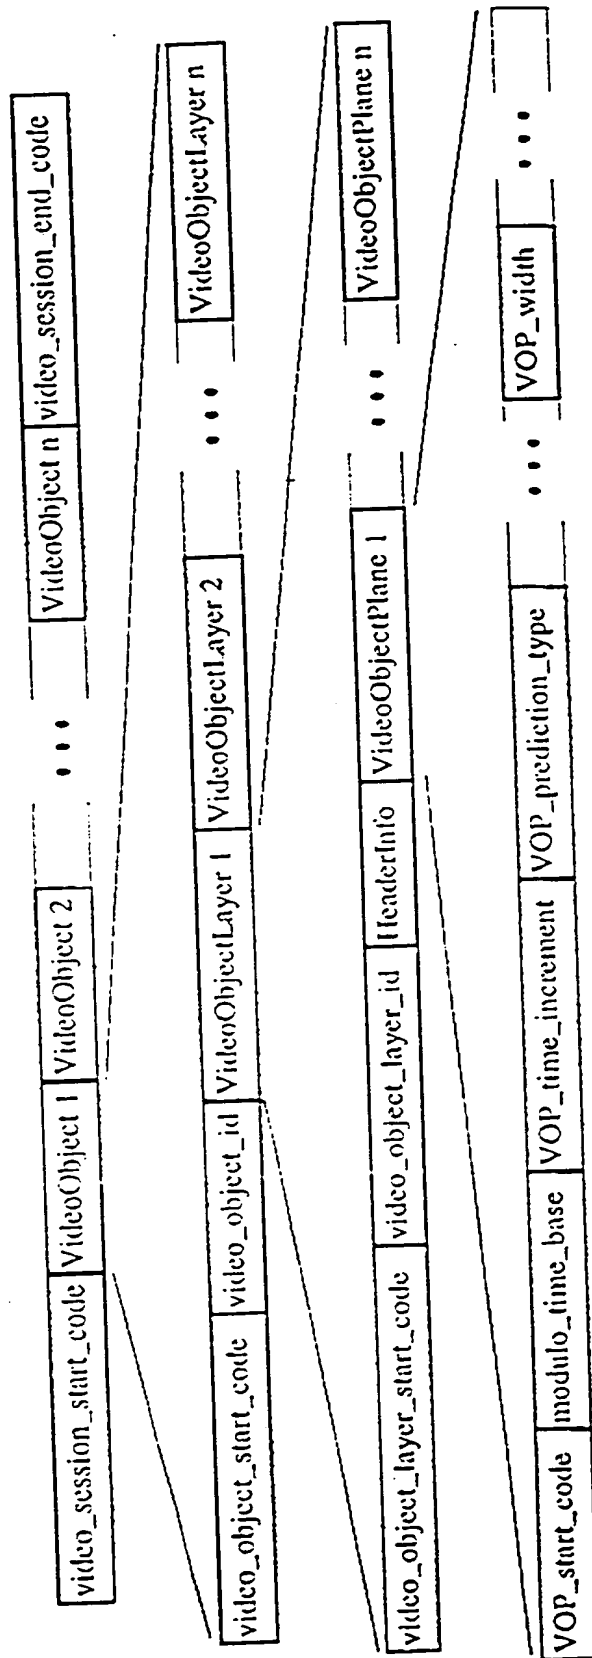 video_session_start_code VideoObject 1 VideoObject 2 • • • VideoObject n video_session_end_code
video_object_start_code video_object_id VideoObjectLayer 1 VideoObjectLayer 2 • • • VideoObjectLayer n
video_object_layer_start_code video_object_layer_id HeaderInfo VideoObjectPlane 1 • • • VideoObjectPlane n
VOP_start_code modulo_time_base VOP_time_increment VOP_prediction_type • • • VOP_width • • •